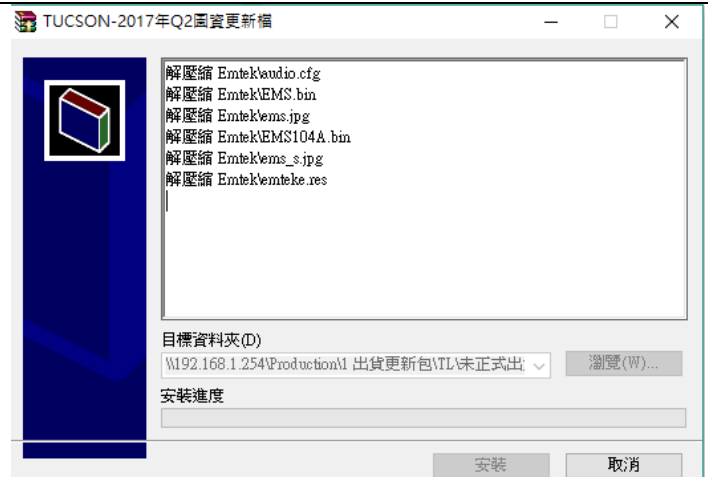 TUCSON-2017年Q2圖資更新檔
解壓縮 Emtek\audio.cfg
解壓縮 Emtek\EMS.bin
解壓縮 Emtek\ems.jpg
解壓縮 Emtek\EMS104A.bin
解壓縮 Emtek\ems_s.jpg
解壓縮 Emtek\emteke.res
目標資料夾(D)
\\192.168.1.254\Production\1 出貨更新包\TL\未正式出
瀏覽(W)...
安裝進度
安裝
取消